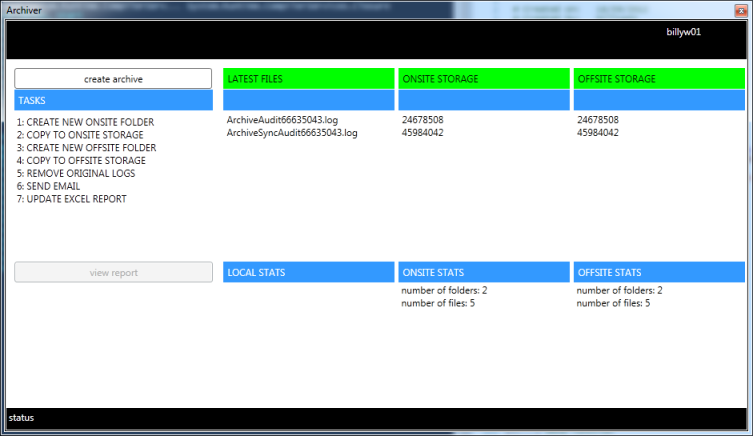 Archiver
billyw01
create archive
TASKS
1: CREATE NEW ONSITE FOLDER
2: COPY TO ONSITE STORAGE
3: CREATE NEW OFFSITE FOLDER
4: COPY TO OFFSITE STORAGE
5: REMOVE ORIGINAL LOGS
6: SEND EMAIL
7: UPDATE EXCEL REPORT
LATEST FILES
ArchiveAudit66635043.log
ArchiveSyncAudit66635043.log
ONSITE STORAGE
24678508
45984042
OFFSITE STORAGE
24678508
45984042
view report
LOCAL STATS
ONSITE STATS
number of folders: 2
number of files: 5
OFFSITE STATS
number of folders: 2
number of files: 5
status